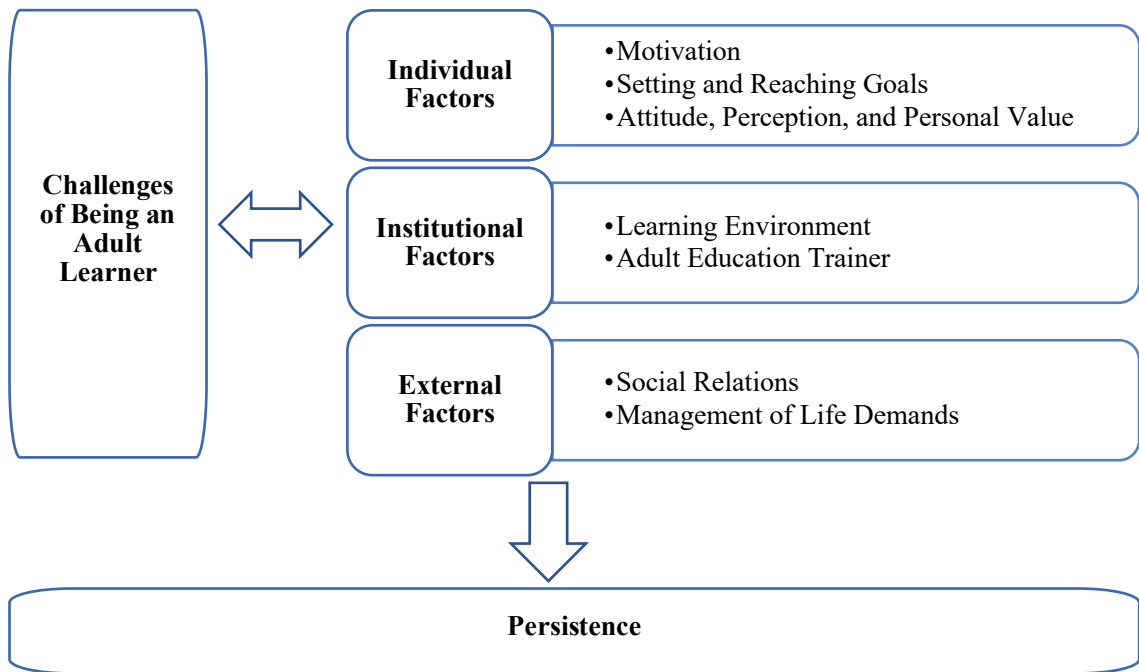 Challenges
of Being an
Adult
Learner
Individual
Factors
•Motivation
•Setting and Reaching Goals
•Attitude, Perception, and Personal Value
Institutional
Factors
•Learning Environment
•Adult Education Trainer
External
Factors
•Social Relations
•Management of Life Demands
Persistence